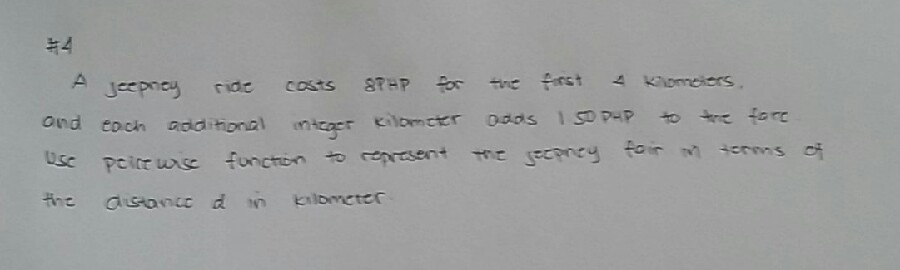 #4
A jeepney ride costs 8PHP for the first 4 kilometers.
and each additional integer kilometer adds 1 50 PHP to the fare
Use peicewise function to represent the jeepney fair in terms of
the distance d in kilometer.